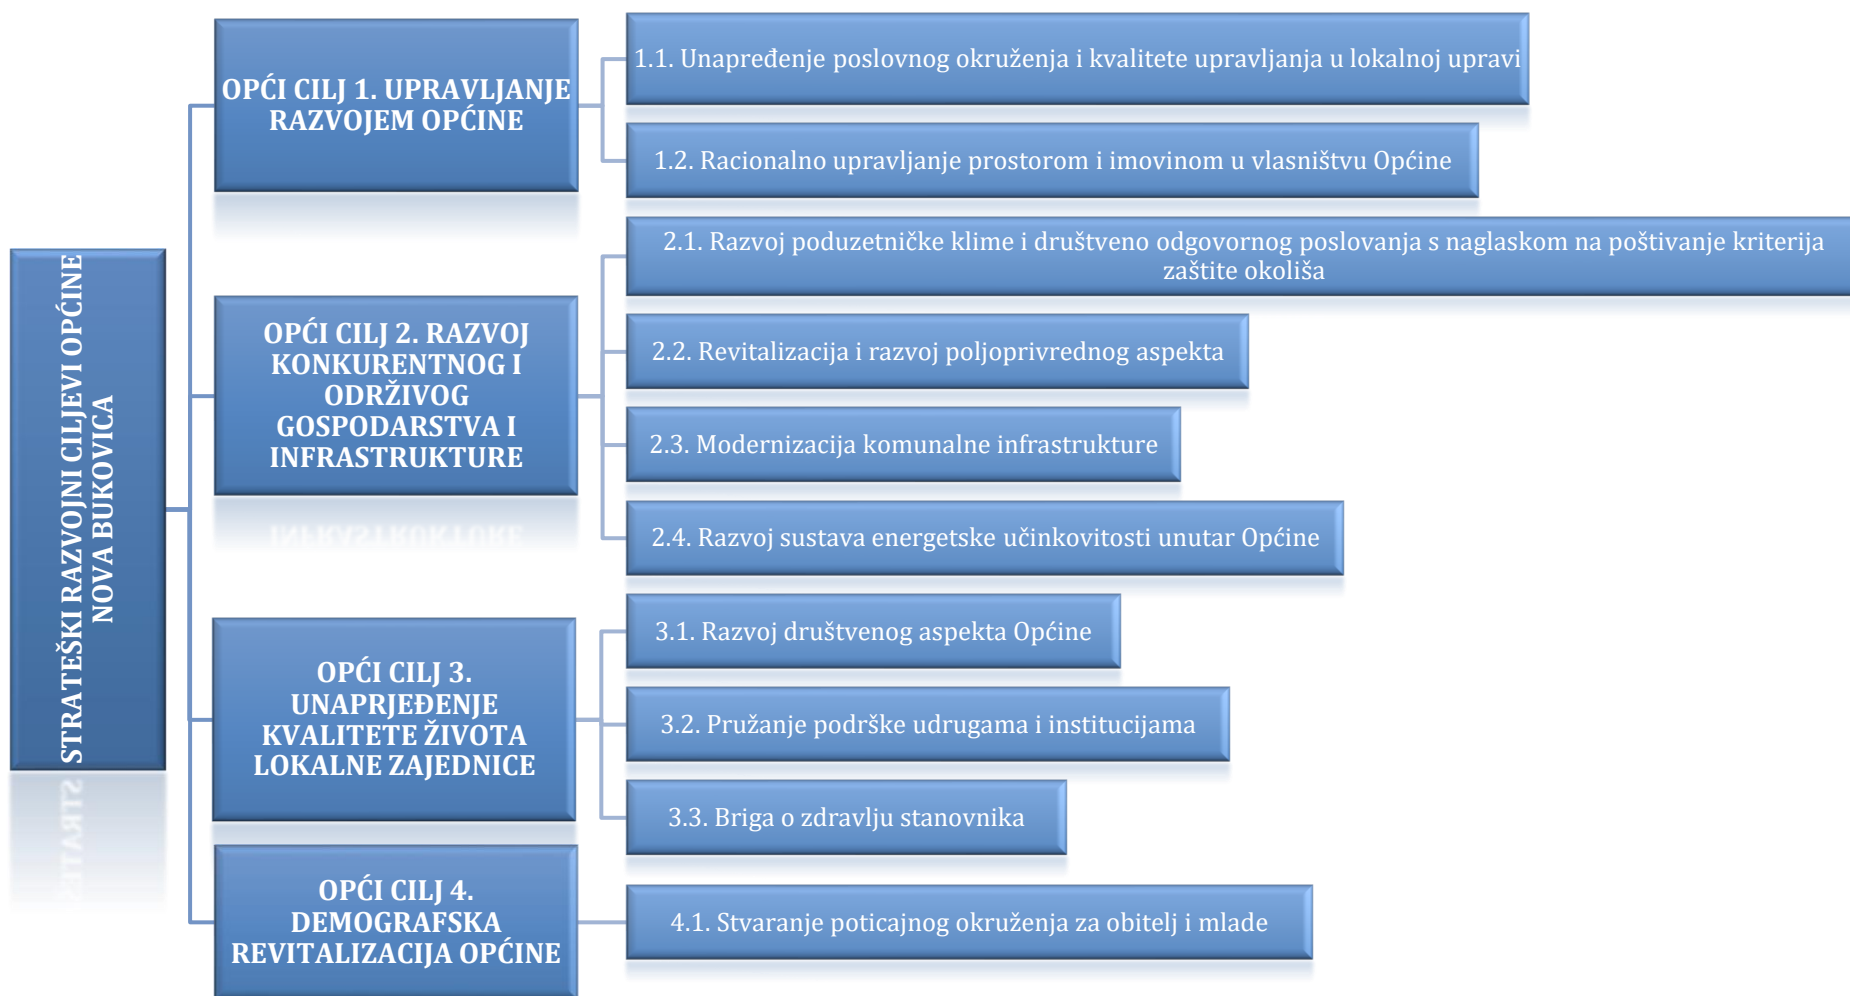 STRATEŠKI RAZVOJNI CILJEVI OPĆINE
NOVA BUKOVICA
OPĆI CILJ 1. UPRAVLJANJE
RAZVOJEM OPĆINE
1.1. Unapređenje poslovnog okruženja i kvalitete upravljanja u lokalnoj upravi
1.2. Racionalno upravljanje prostorom i imovinom u vlasništvu Općine
OPĆI CILJ 2. RAZVOJ
KONKURENTNOG I
ODRŽIVOG
GOSPODARSTVA I
INFRASTRUKTURE
2.1. Razvoj poduzetničke klime i društveno odgovornog poslovanja s naglaskom na poštivanje kriterija
zaštite okoliša
2.2. Revitalizacija i razvoj poljoprivrednog aspekta
2.3. Modernizacija komunalne infrastrukture
2.4. Razvoj sustava energetske učinkovitosti unutar Općine
OPĆI CILJ 3.
UNAPRJEĐENJE
KVALITETE ŽIVOTA
LOKALNE ZAJEDNICE
3.1. Razvoj društvenog aspekta Općine
3.2. Pružanje podrške udrugama i institucijama
3.3. Briga o zdravlju stanovnika
OPĆI CILJ 4.
DEMOGRAFSKA
REVITALIZACIJA OPĆINE
4.1. Stvaranje poticajnog okruženja za obitelj i mlade